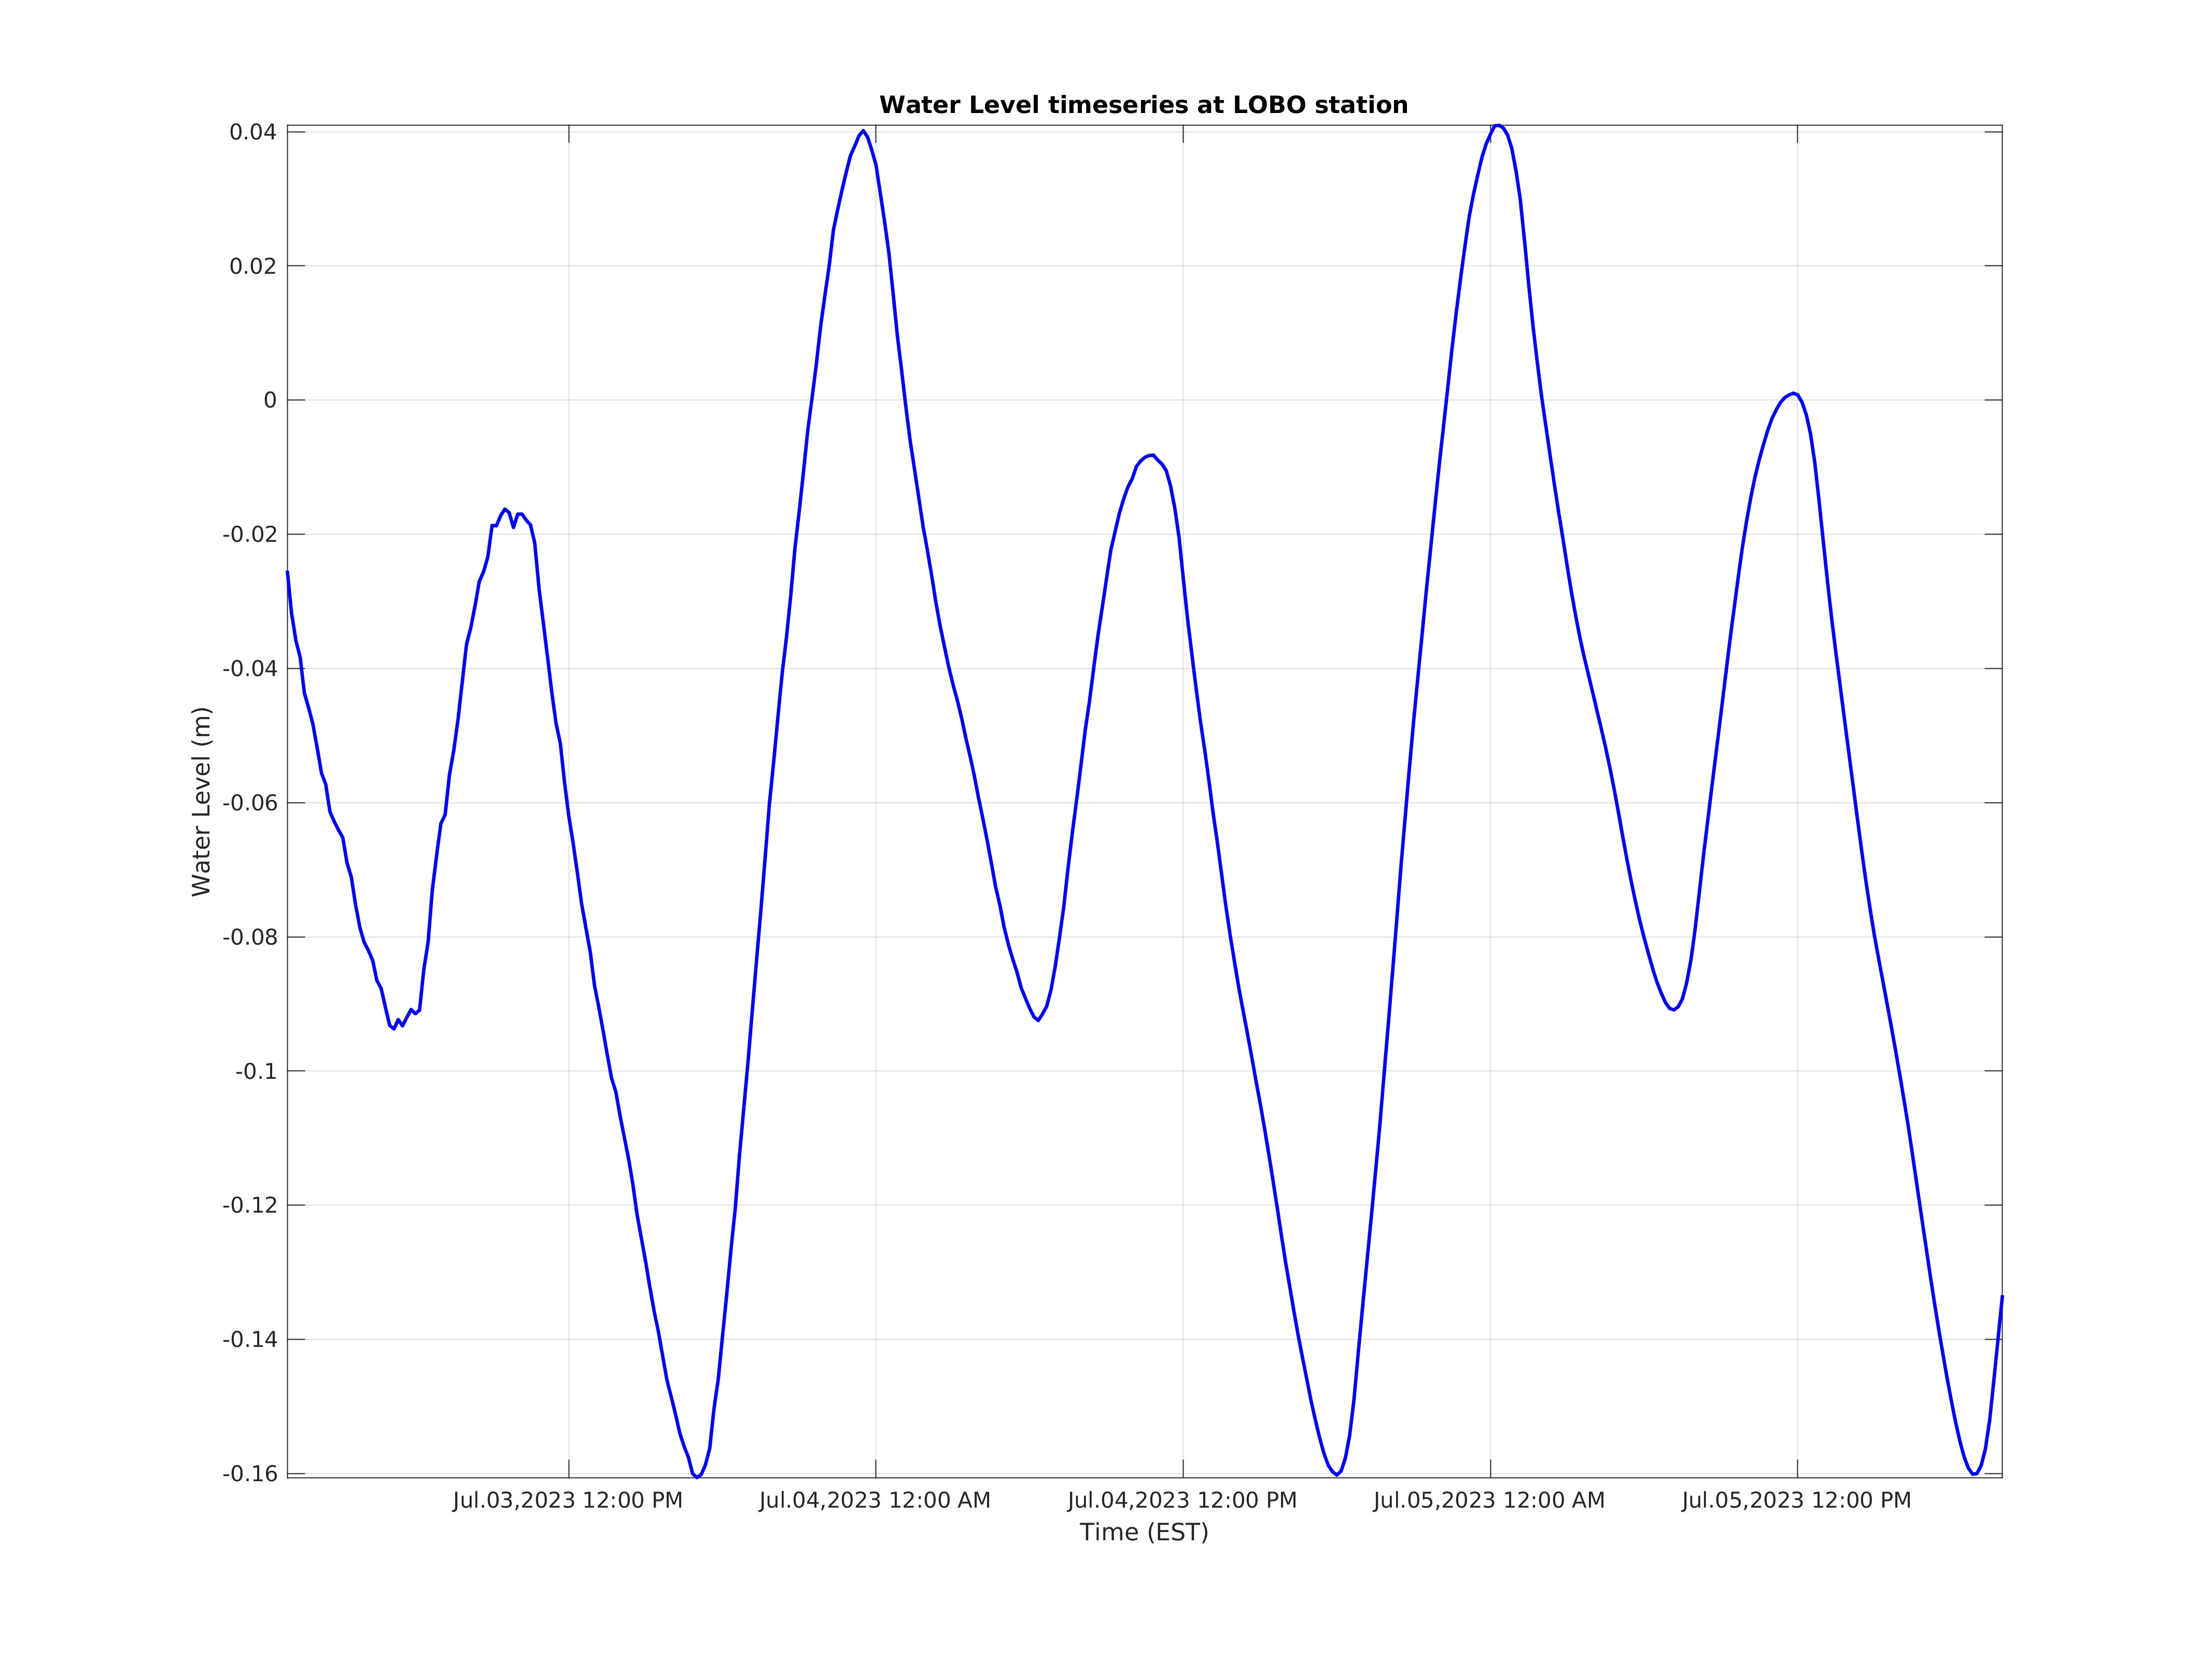 Water Level timeseries at LOBO station
0.04
0.02
0
-0.02
-0.04
-0.06
-0.08
-0.1
-0.12
-0.14
-0.16
Water Level (m)
Jul.03,2023 12:00 PM
Jul.04,2023 12:00 AM
Jul.04,2023 12:00 PM
Jul.05,2023 12:00 AM
Jul.05,2023 12:00 PM
Time (EST)